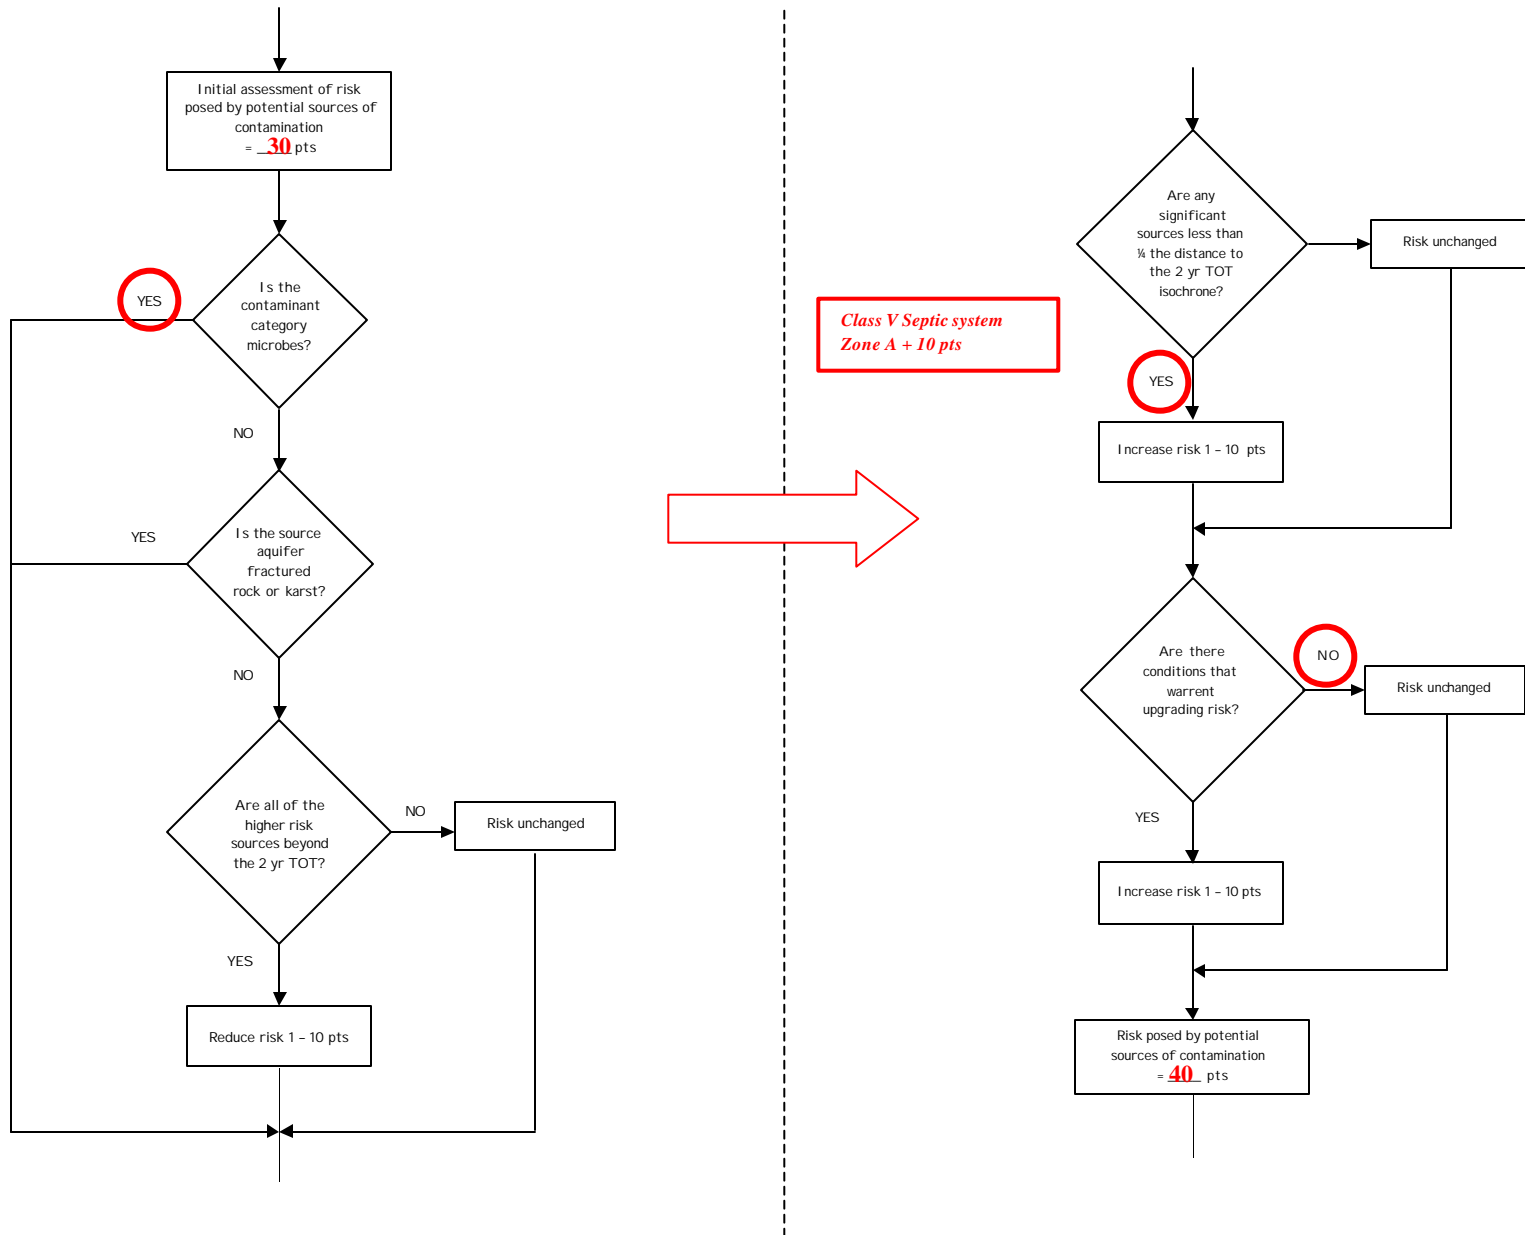 Initial assessment of risk
posed by potential sources of
contamination
= 30 pts
YES
Is the
contaminant
category
microbes?
NO
YES
Is the source
aquifer
fractured
rock or karst?
NO
Are all of the
higher risk
sources beyond
the 2 yr TOT?
NO
Risk unchanged
YES
Reduce risk 1 – 10 pts
Class V Septic system
Zone A + 10 pts
Are any
significant
sources less than
¼ the distance to
the 2 yr TOT
isochrone?
Risk unchanged
YES
Increase risk 1 – 10 pts
Are there
conditions that
warrent
upgrading risk?
NO
Risk unchanged
YES
Increase risk 1 – 10 pts
Risk posed by potential
sources of contamination
= 40 pts